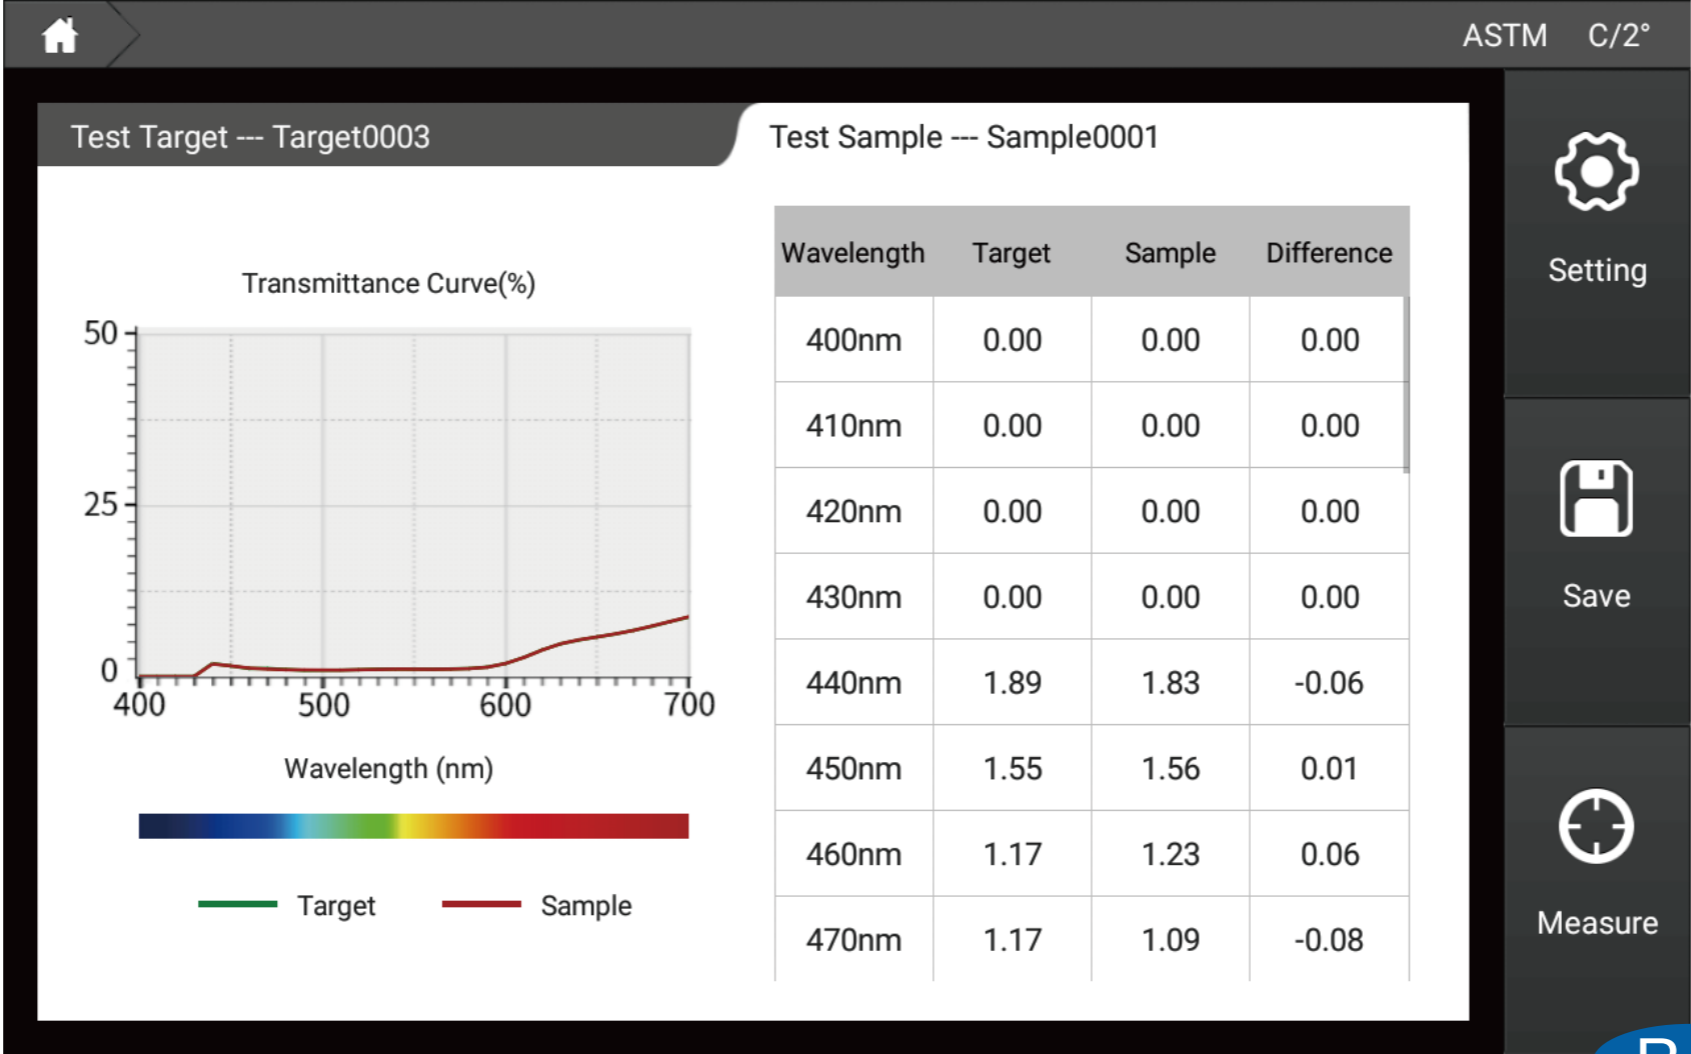 ASTM C/2°
Test Target --- Target0003
Test Sample --- Sample0001
Transmittance Curve(%)
50
25
0
400 500 600 700
Wavelength (nm)
Target Sample
Wavelength Target Sample Difference
400nm 0.00 0.00 0.00
410nm 0.00 0.00 0.00
420nm 0.00 0.00 0.00
430nm 0.00 0.00 0.00
440nm 1.89 1.83 -0.06
450nm 1.55 1.56 0.01
460nm 1.17 1.23 0.06
470nm 1.17 1.09 -0.08
Setting
Save
Measure